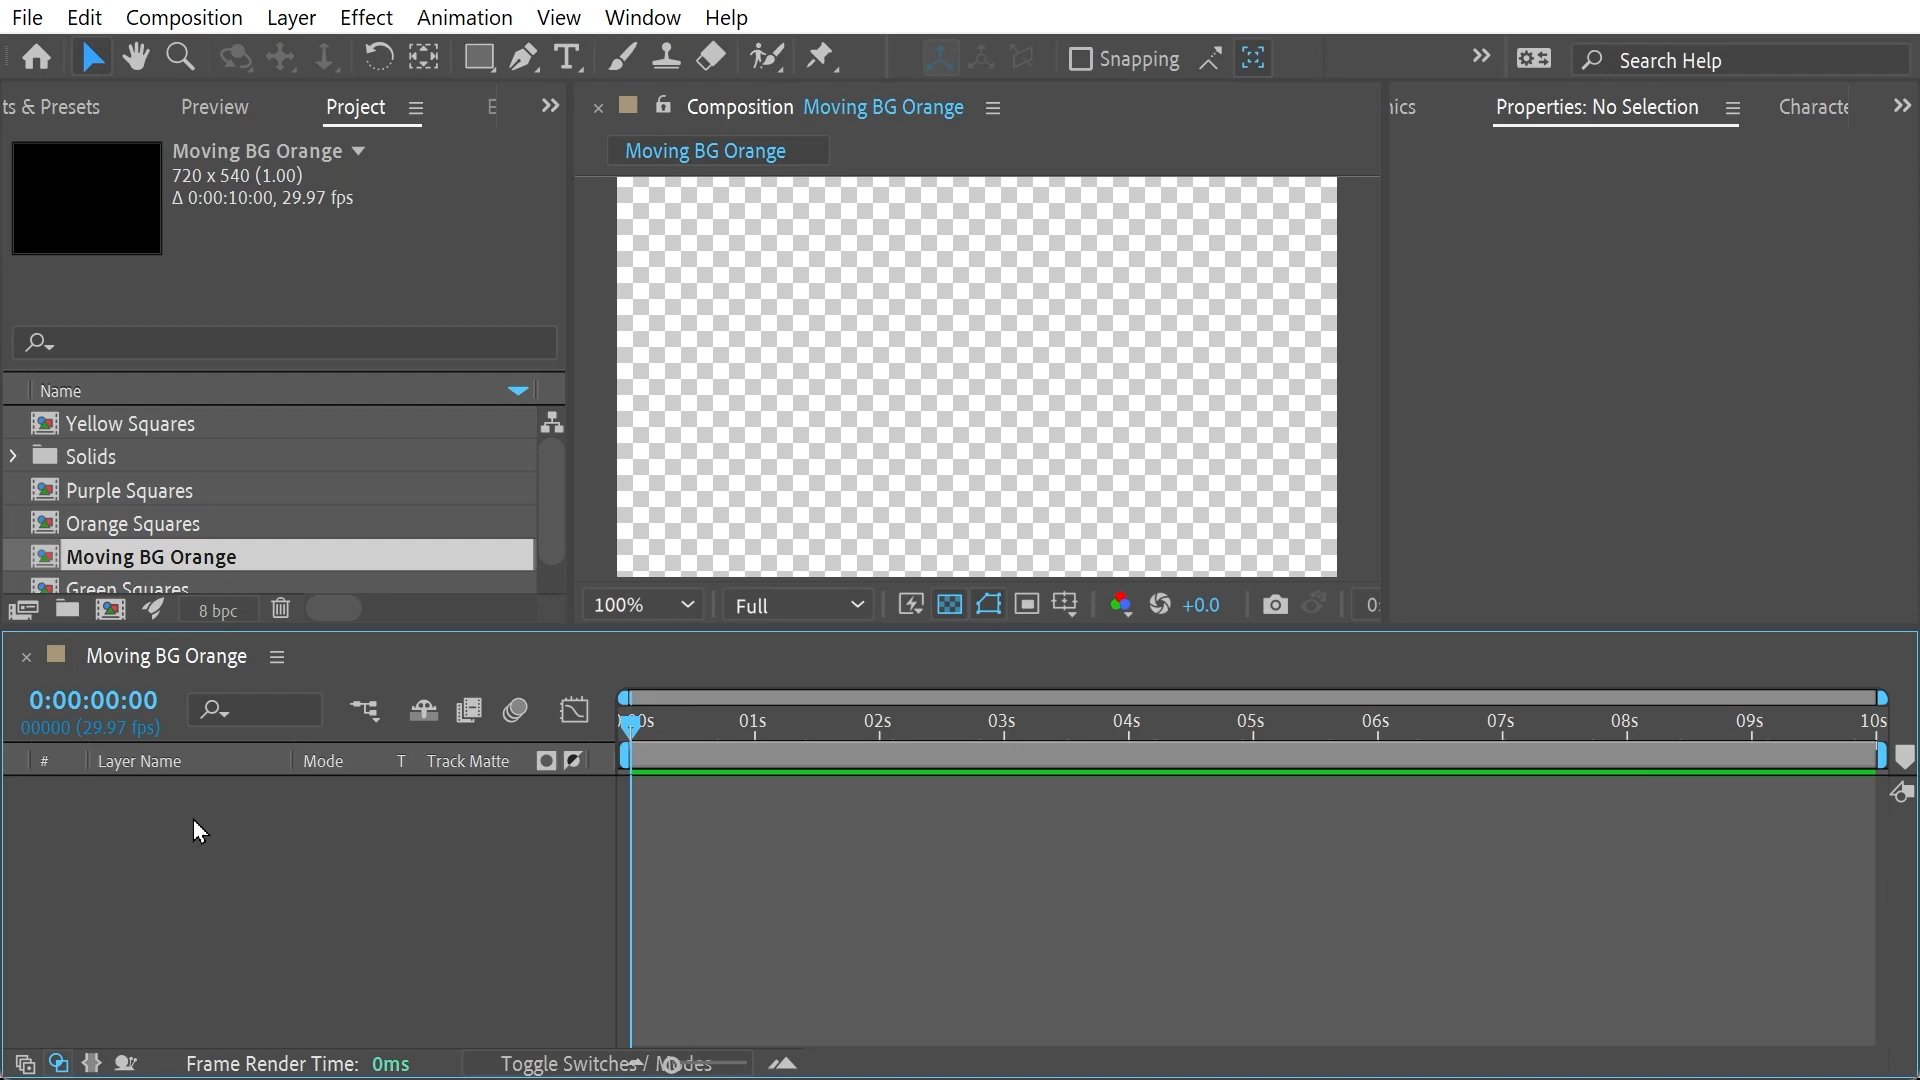 File Edit Composition Layer Effect Animation View Window Help
Snapping
Search Help
ts & Presets Preview Project E
Composition Moving BG Orange
ics Properties: No Selection Characte
Moving BG Orange
720 x 540 (1.00)
Δ 0:00:10:00, 29.97 fps
Moving BG Orange
Name
Yellow Squares
Solids
Purple Squares
Orange Squares
Moving BG Orange
Green Squares
8 bpc
100% Full +0.0 0:
Moving BG Orange
0:00:00:00
00000 (29.97 fps)
01s 02s 03s 04s 05s 06s 07s 08s 09s 10s
# Layer Name Mode T Track Matte
Frame Render Time: 0ms Toggle Switches / Modes